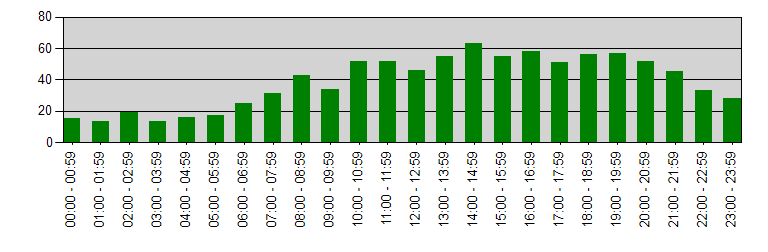 80
60
40
20
0
00:00 - 00:59
01:00 - 01:59
02:00 - 02:59
03:00 - 03:59
04:00 - 04:59
05:00 - 05:59
06:00 - 06:59
07:00 - 07:59
08:00 - 08:59
09:00 - 09:59
10:00 - 10:59
11:00 - 11:59
12:00 - 12:59
13:00 - 13:59
14:00 - 14:59
15:00 - 15:59
16:00 - 16:59
17:00 - 17:59
18:00 - 18:59
19:00 - 19:59
20:00 - 20:59
21:00 - 21:59
22:00 - 22:59
23:00 - 23:59